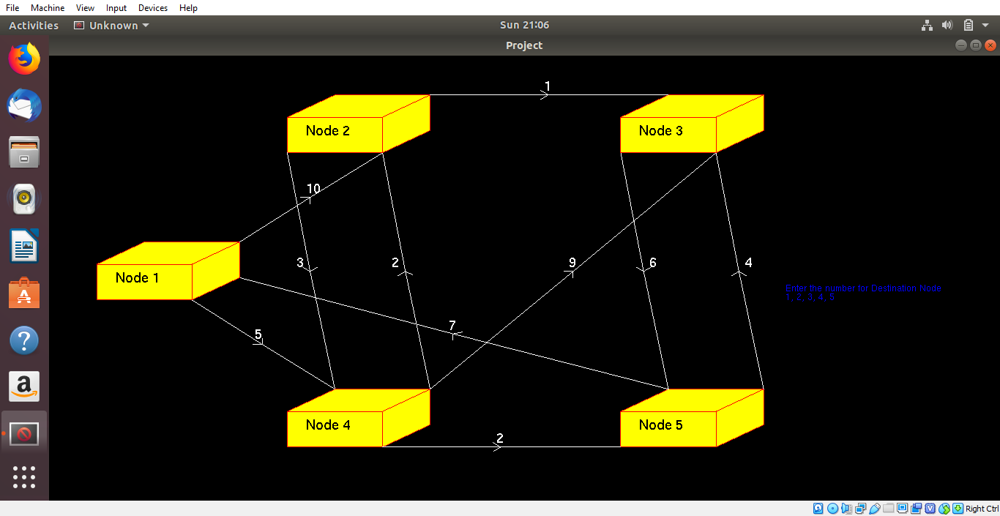 File Machine View Input Devices Help
Activities Unknown Sun 21:06
Project
1
Node 2 Node 3
10
3 2 9 6 4
Node 1
Enter the number for Destination Node
1, 2, 3, 4, 5
7
5
Node 4 Node 5
2
Right Ctrl